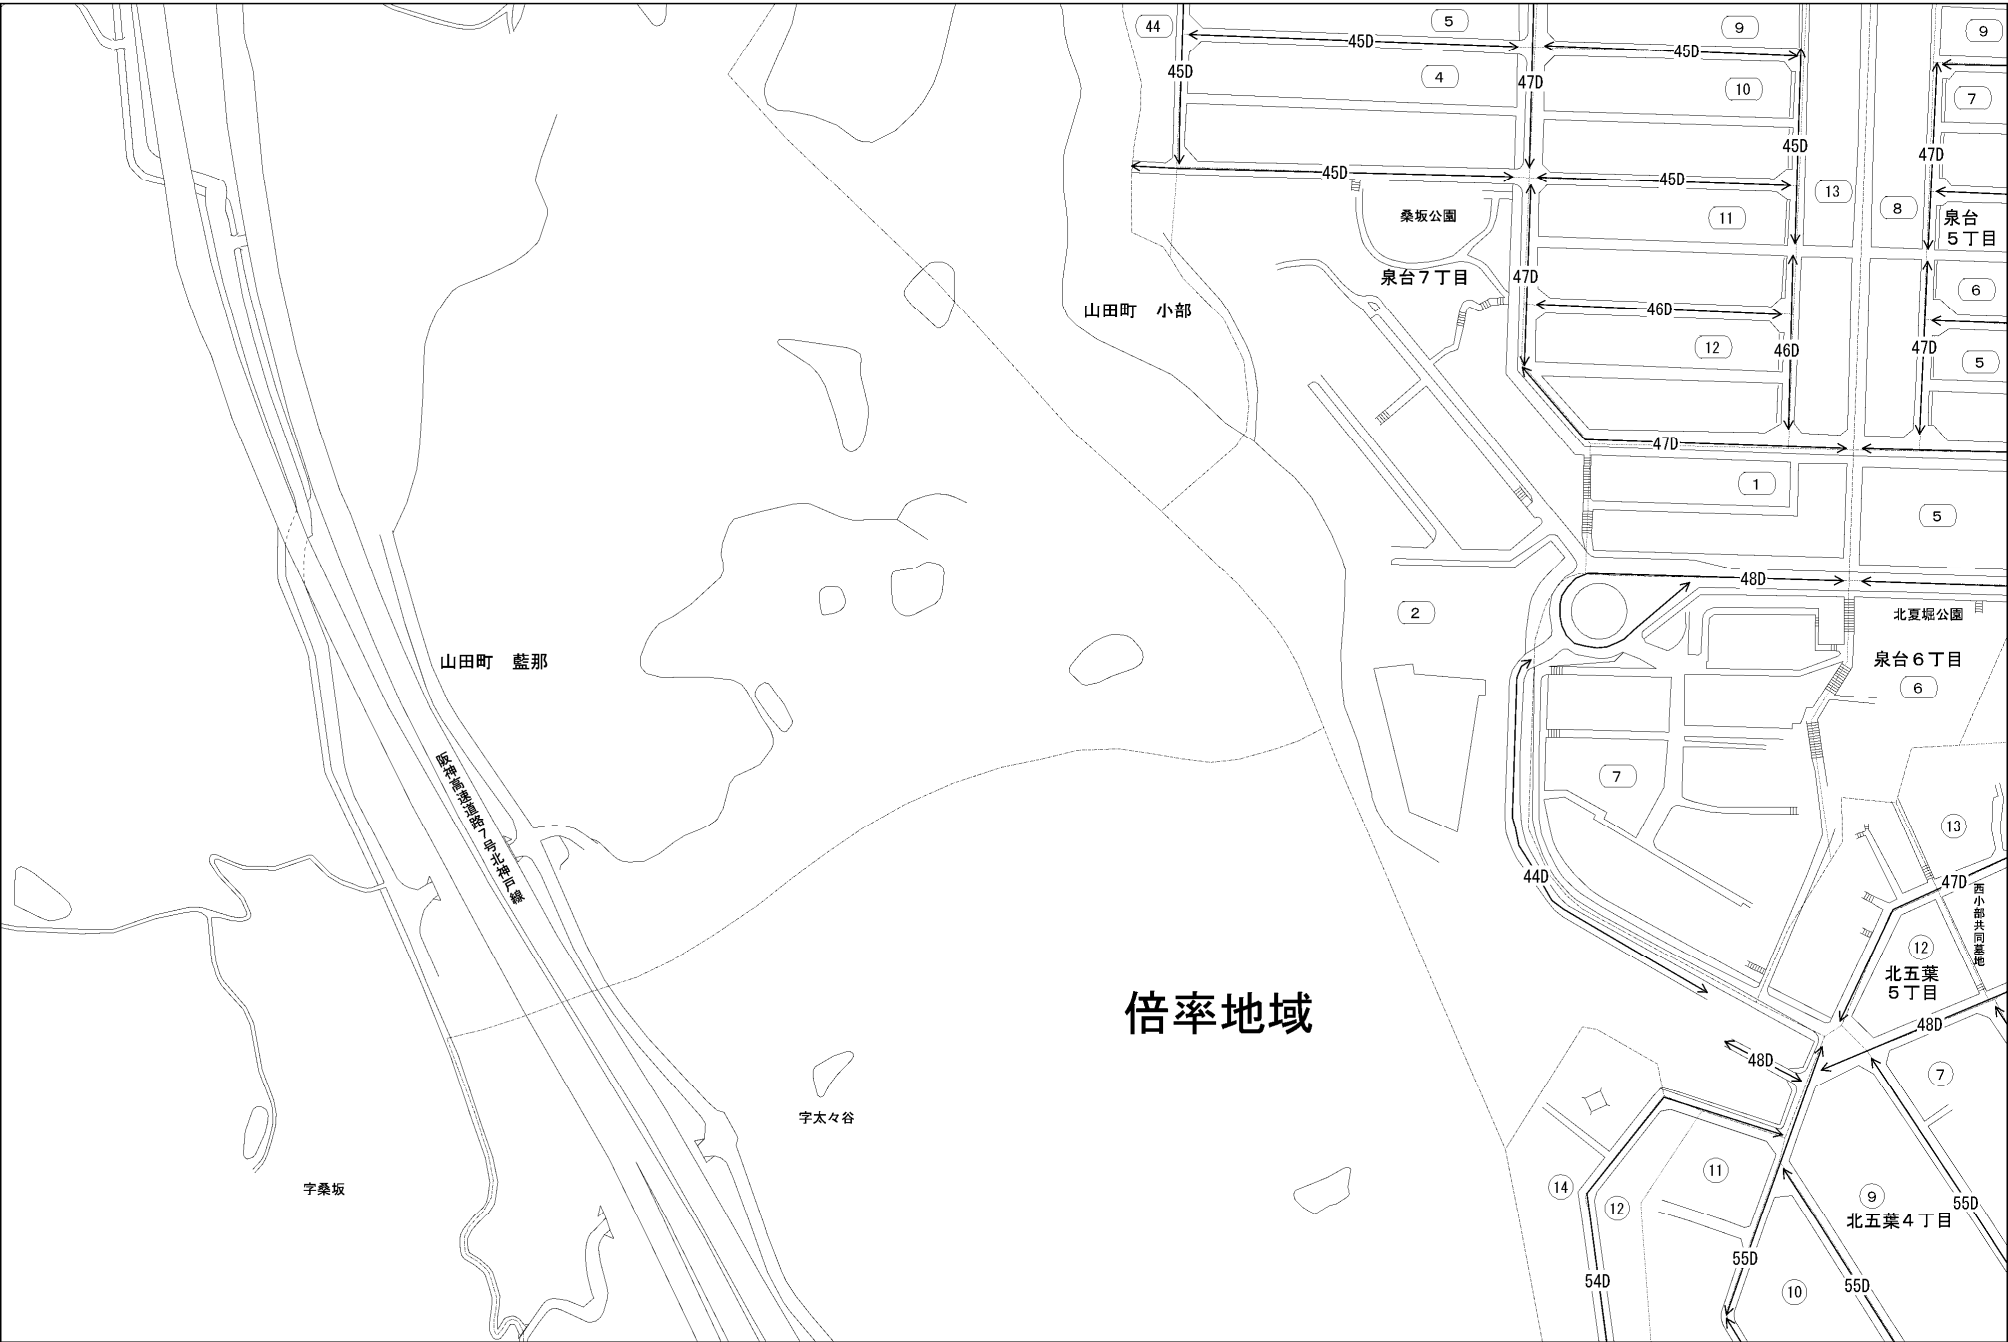 44
5
9
9
45D
45D
45D
47D
4
10
7
45D
47D
45D
45D
13
8
桑坂公園
11
泉台
５丁目
泉台７丁目
47D
6
山田町　小部
46D
12
46D
47D
5
47D
1
5
48D
2
北夏堀公園
泉台６丁目
6
山田町　藍那
7
阪神高速道路７号北神戸線
13
44D
47D
西小部共同墓地
12
北五葉
５丁目
倍率地域
48D
48D
7
字太々谷
字桑坂
11
14
12
9
55D
北五葉４丁目
55D
54D
55D
10